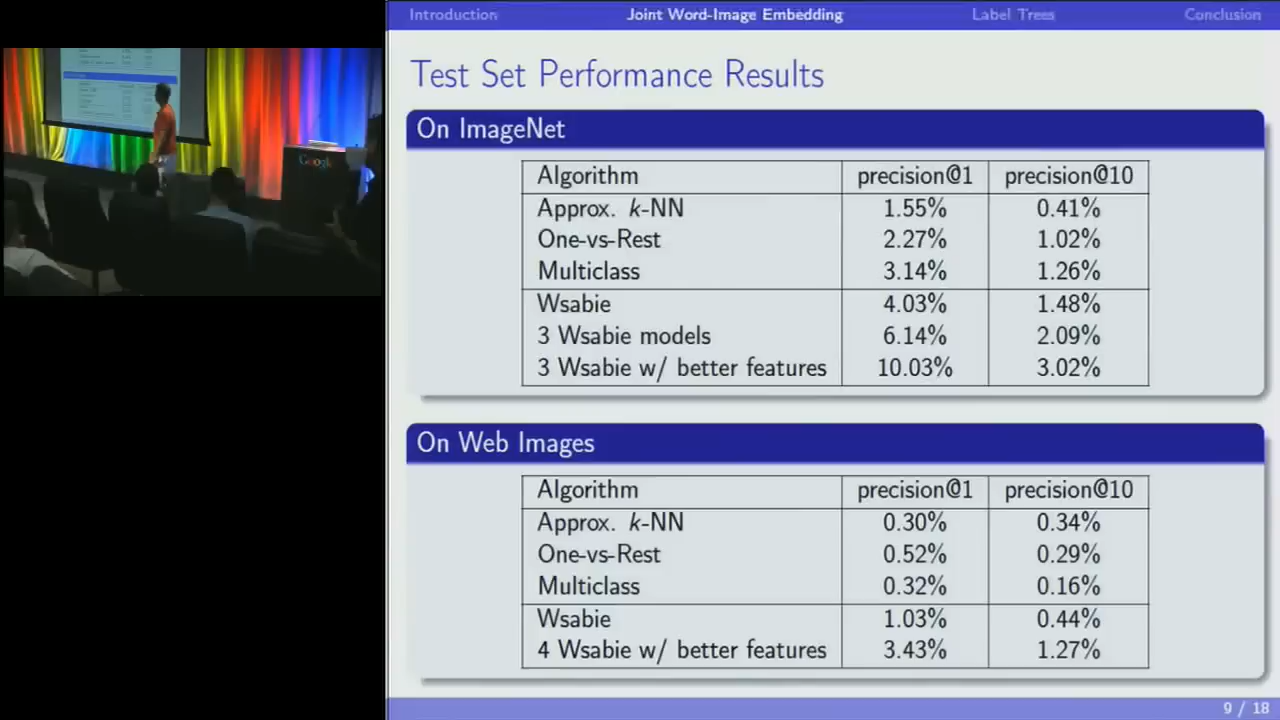 Introduction Joint Word-Image Embedding Label Trees Conclusion
Test Set Performance Results
On ImageNet
Algorithm precision@1 precision@10
Approx. k-NN 1.55% 0.41%
One-vs-Rest 2.27% 1.02%
Multiclass 3.14% 1.26%
Wsabie 4.03% 1.48%
3 Wsabie models 6.14% 2.09%
3 Wsabie w/ better features 10.03% 3.02%
On Web Images
Algorithm precision@1 precision@10
Approx. k-NN 0.30% 0.34%
One-vs-Rest 0.52% 0.29%
Multiclass 0.32% 0.16%
Wsabie 1.03% 0.44%
4 Wsabie w/ better features 3.43% 1.27%
9 / 18
Google